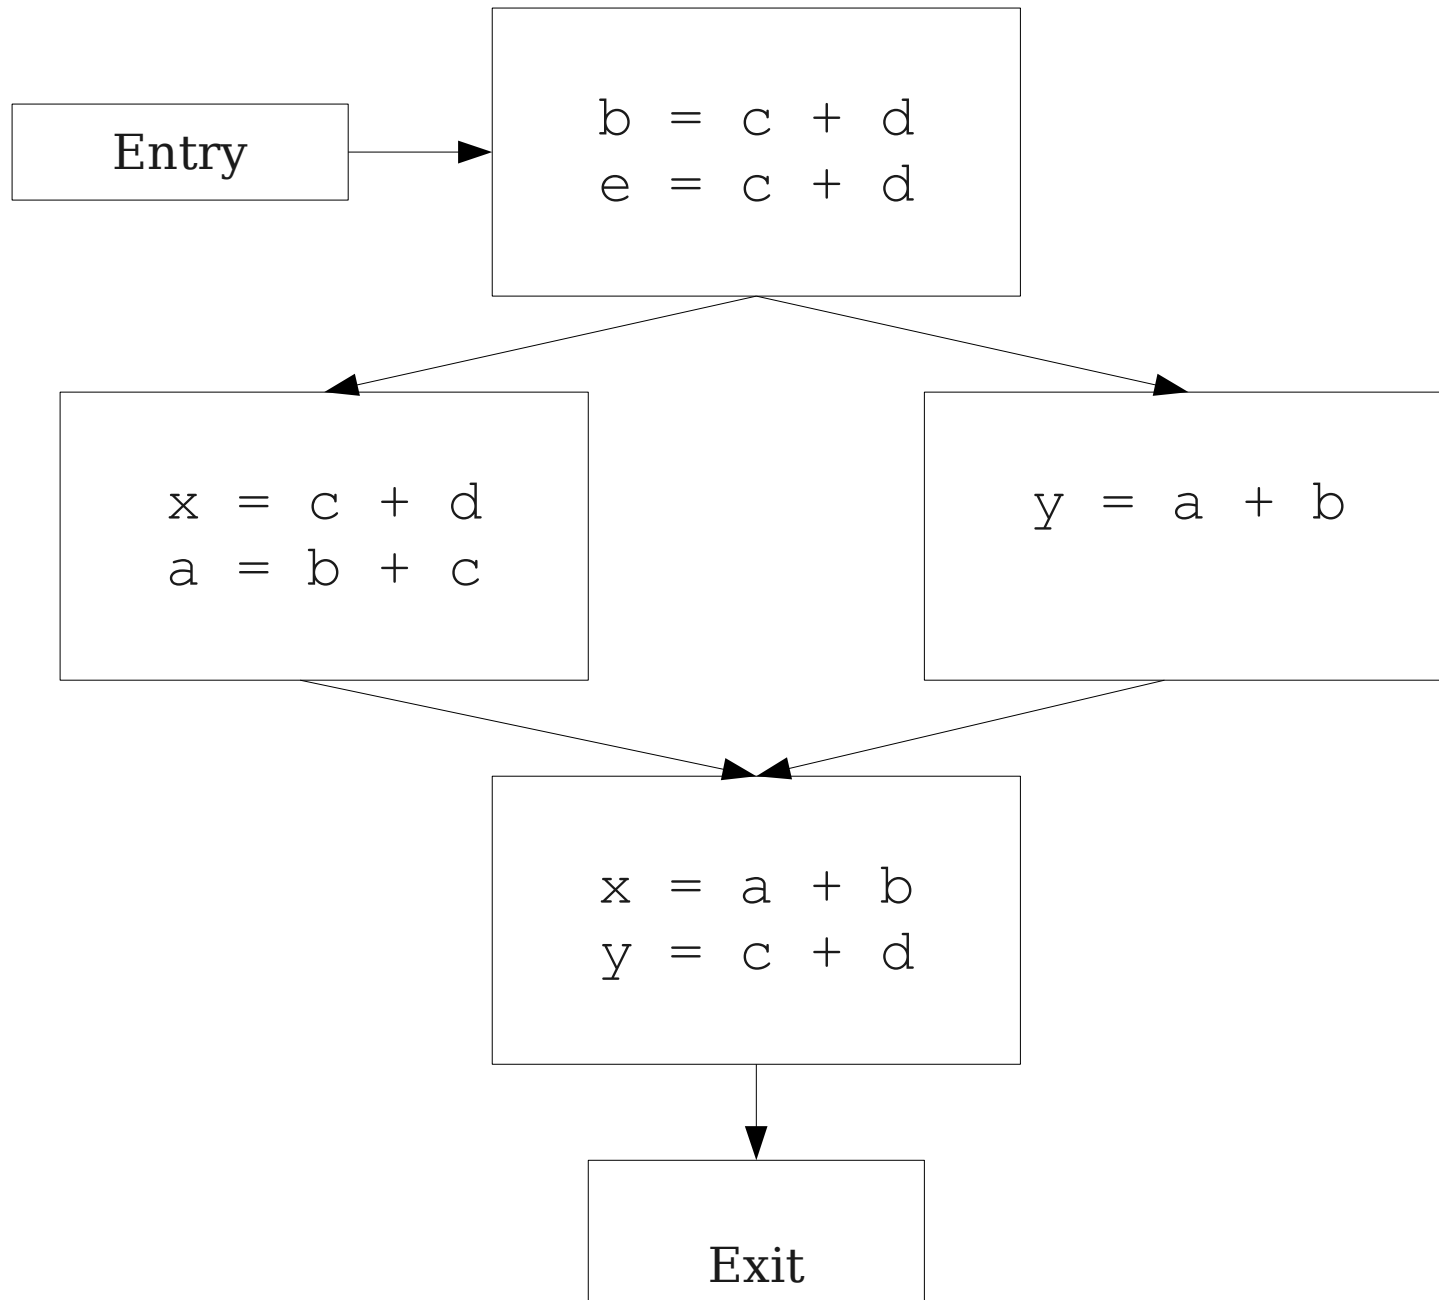 Entry
b = c + d
e = c + d
x = c + d
a = b + c
y = a + b
x = a + b
y = c + d
Exit